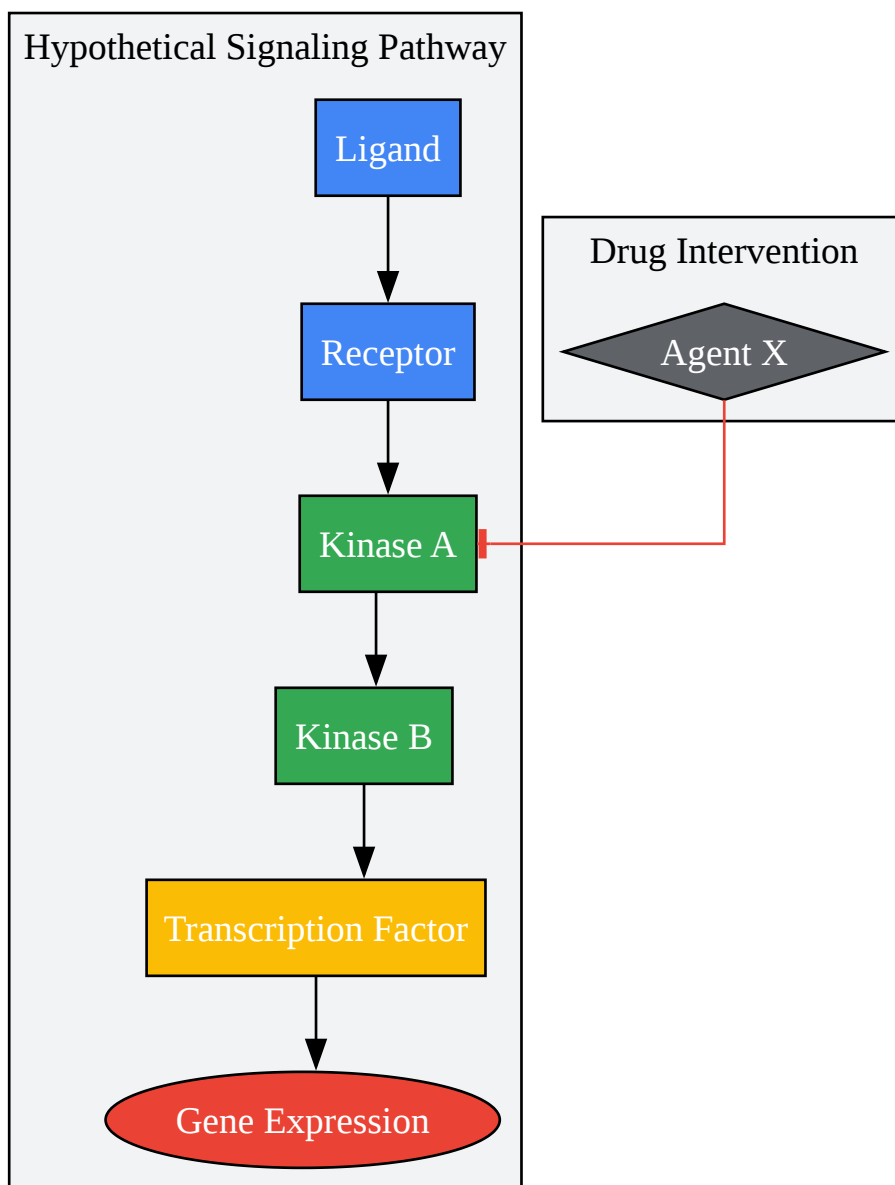 Hypothetical Signaling Pathway
Ligand
Drug Intervention
Receptor
Agent X
Kinase A
Kinase B
Transcription Factor
Gene Expression